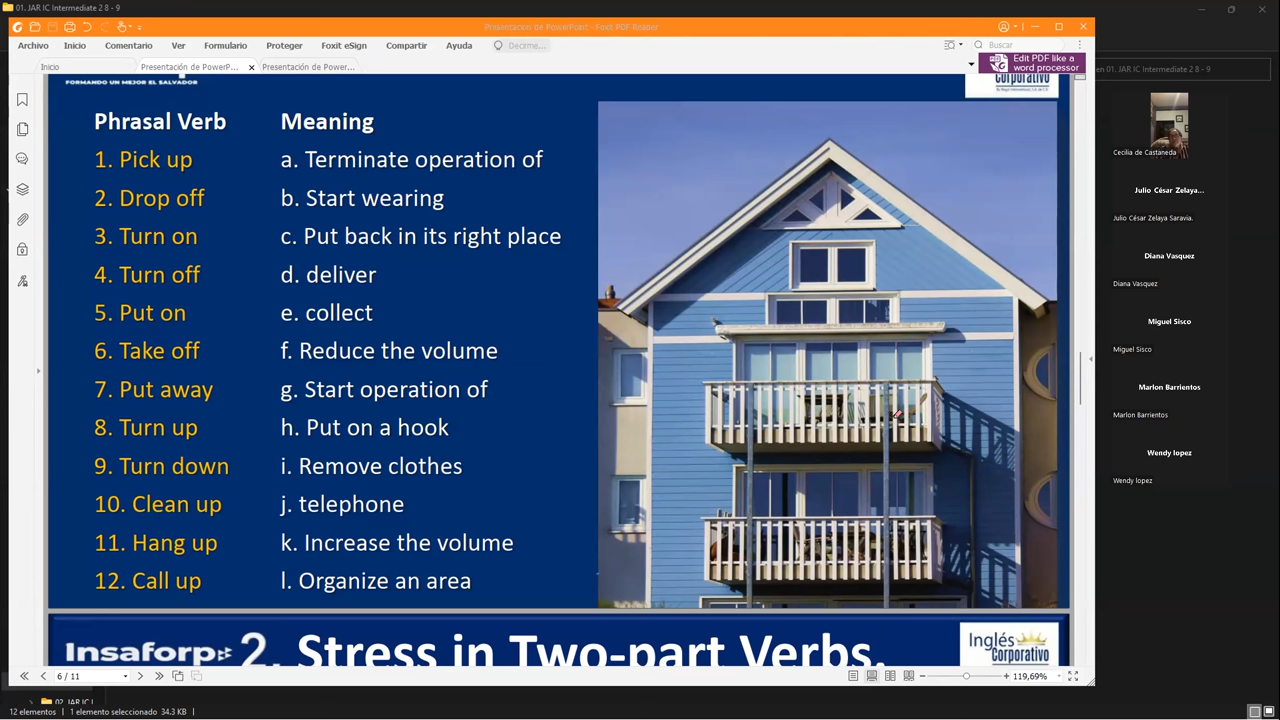 01. JAR IC Intermediate 2 8 - 9
Presentación de PowerPoint - Foxit PDF Reader
Archivo Inicio Comentario Ver Formulario Proteger Foxit eSign Compartir Ayuda Decirme... Buscar
Inicio Presentación de PowerP... Presentación de PowerP...
Edit PDF like a
word processor
en 01. JAR IC Intermediate 2 8 - 9
FORMANDO UN MEJOR EL SALVADOR
Corporativo
Phrasal Verb Meaning
1. Pick up a. Terminate operation of
2. Drop off b. Start wearing
3. Turn on c. Put back in its right place
4. Turn off d. deliver
5. Put on e. collect
6. Take off f. Reduce the volume
7. Put away g. Start operation of
8. Turn up h. Put on a hook
9. Turn down i. Remove clothes
10. Clean up j. telephone
11. Hang up k. Increase the volume
12. Call up l. Organize an area
Insaforp 2. Stress in Two-part Verbs.
Inglés
Corporativo
Cecilia de Castaneda
Julio César Zelaya...
Julio César Zelaya Saravia.
Diana Vasquez
Diana Vasquez
Miguel Sisco
Miguel Sisco
Marlon Barrientos
Marlon Barrientos
Wendy lopez
Wendy lopez
6 / 11 119,69%
02. JAR IC I
12 elementos 1 elemento seleccionado 34.3 KB